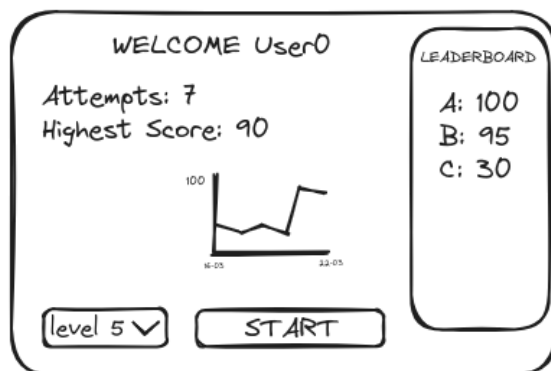 WELCOME User0
Attempts: 7
Highest Score: 90
100
16-03
22-03
level 5
START
LEADERBOARD
A: 100
B: 95
C: 30